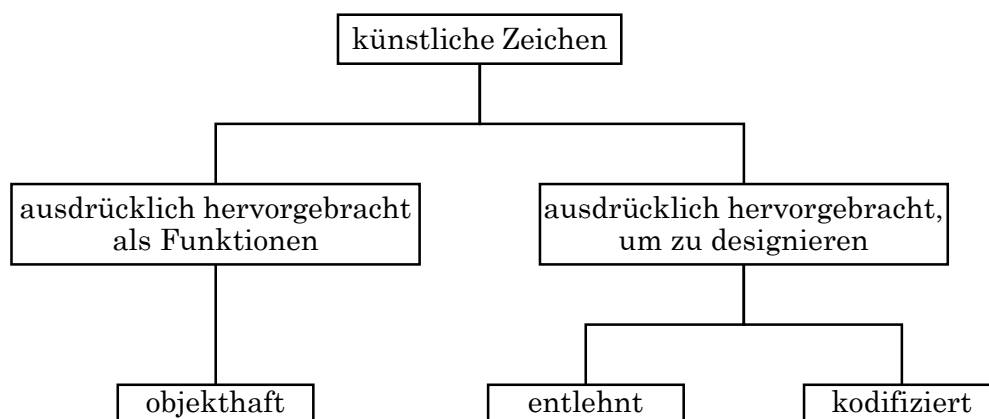 künstliche Zeichen
ausdrücklich hervorgebracht
als Funktionen
ausdrücklich hervorgebracht,
um zu designieren
objekthaft
entlehnt
kodifiziert